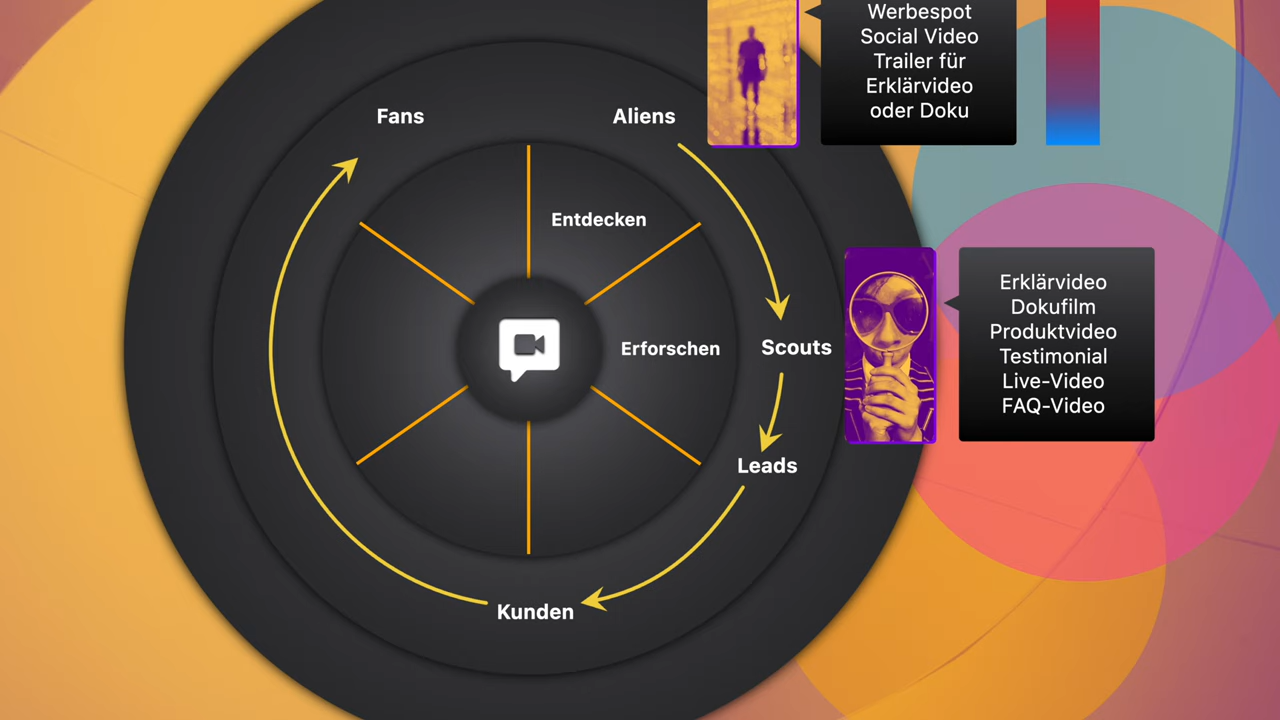 Werbespot
Social Video
Trailer für
Erklärvideo
oder Doku
Fans
Aliens
Entdecken
Erklärvideo
Dokufilm
Produktvideo
Testimonial
Live-Video
FAQ-Video
Erforschen
Scouts
Leads
Kunden